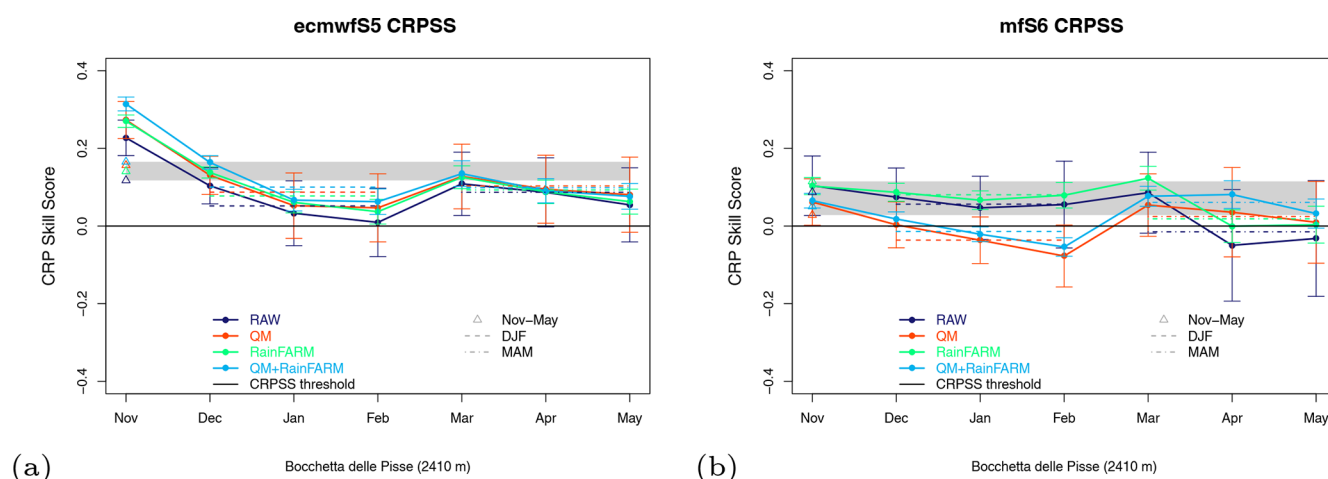 ecmwfS5 CRPSS
CRP Skill Score
0.4
0.2
0.0
−0.2
−0.4
RAW
QM
RainFARM
QM+RainFARM
CRPSS threshold
Nov−May
DJF
MAM
Nov Dec Jan Feb Mar Apr May
(a)
Bocchetta delle Pisse (2410 m)
mfS6 CRPSS
CRP Skill Score
0.4
0.2
0.0
−0.2
−0.4
RAW
QM
RainFARM
QM+RainFARM
CRPSS threshold
Nov−May
DJF
MAM
Nov Dec Jan Feb Mar Apr May
(b)
Bocchetta delle Pisse (2410 m)